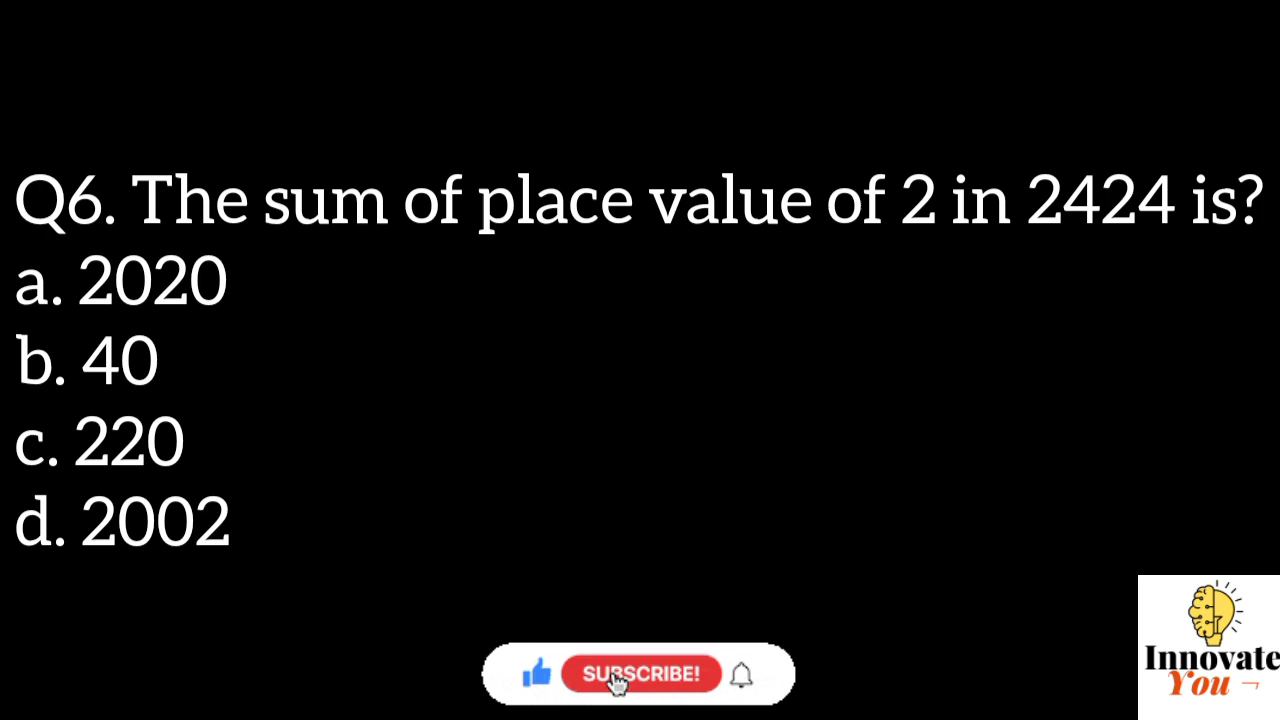 Q6. The sum of place value of 2 in 2424 is?
a. 2020
b. 40
c. 220
d. 2002
SUBSCRIBE!
Innovate
You